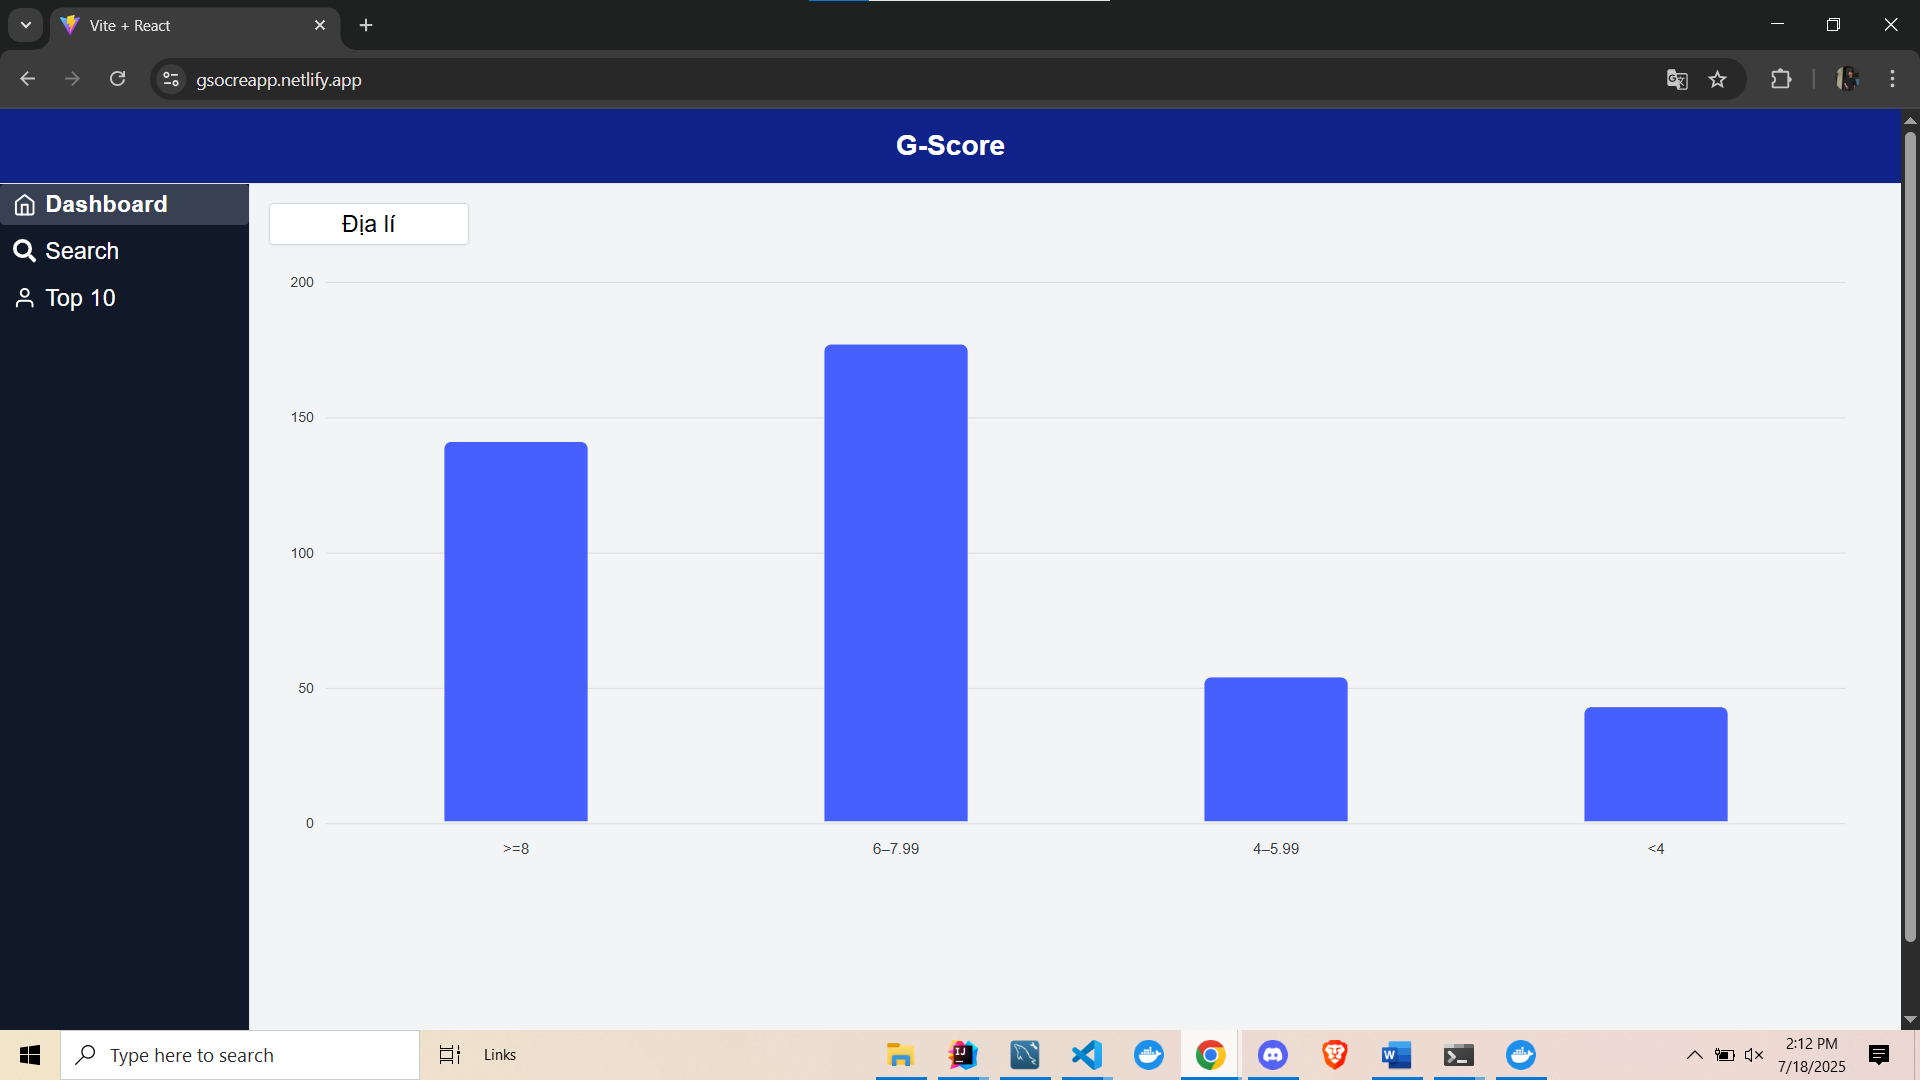 Vite + React
gsocreapp.netlify.app
G-Score
Dashboard
Search
Top 10
Địa lí
200
150
100
50
0
>=8
6–7.99
4–5.99
<4
Type here to search
Links
2:12 PM
7/18/2025